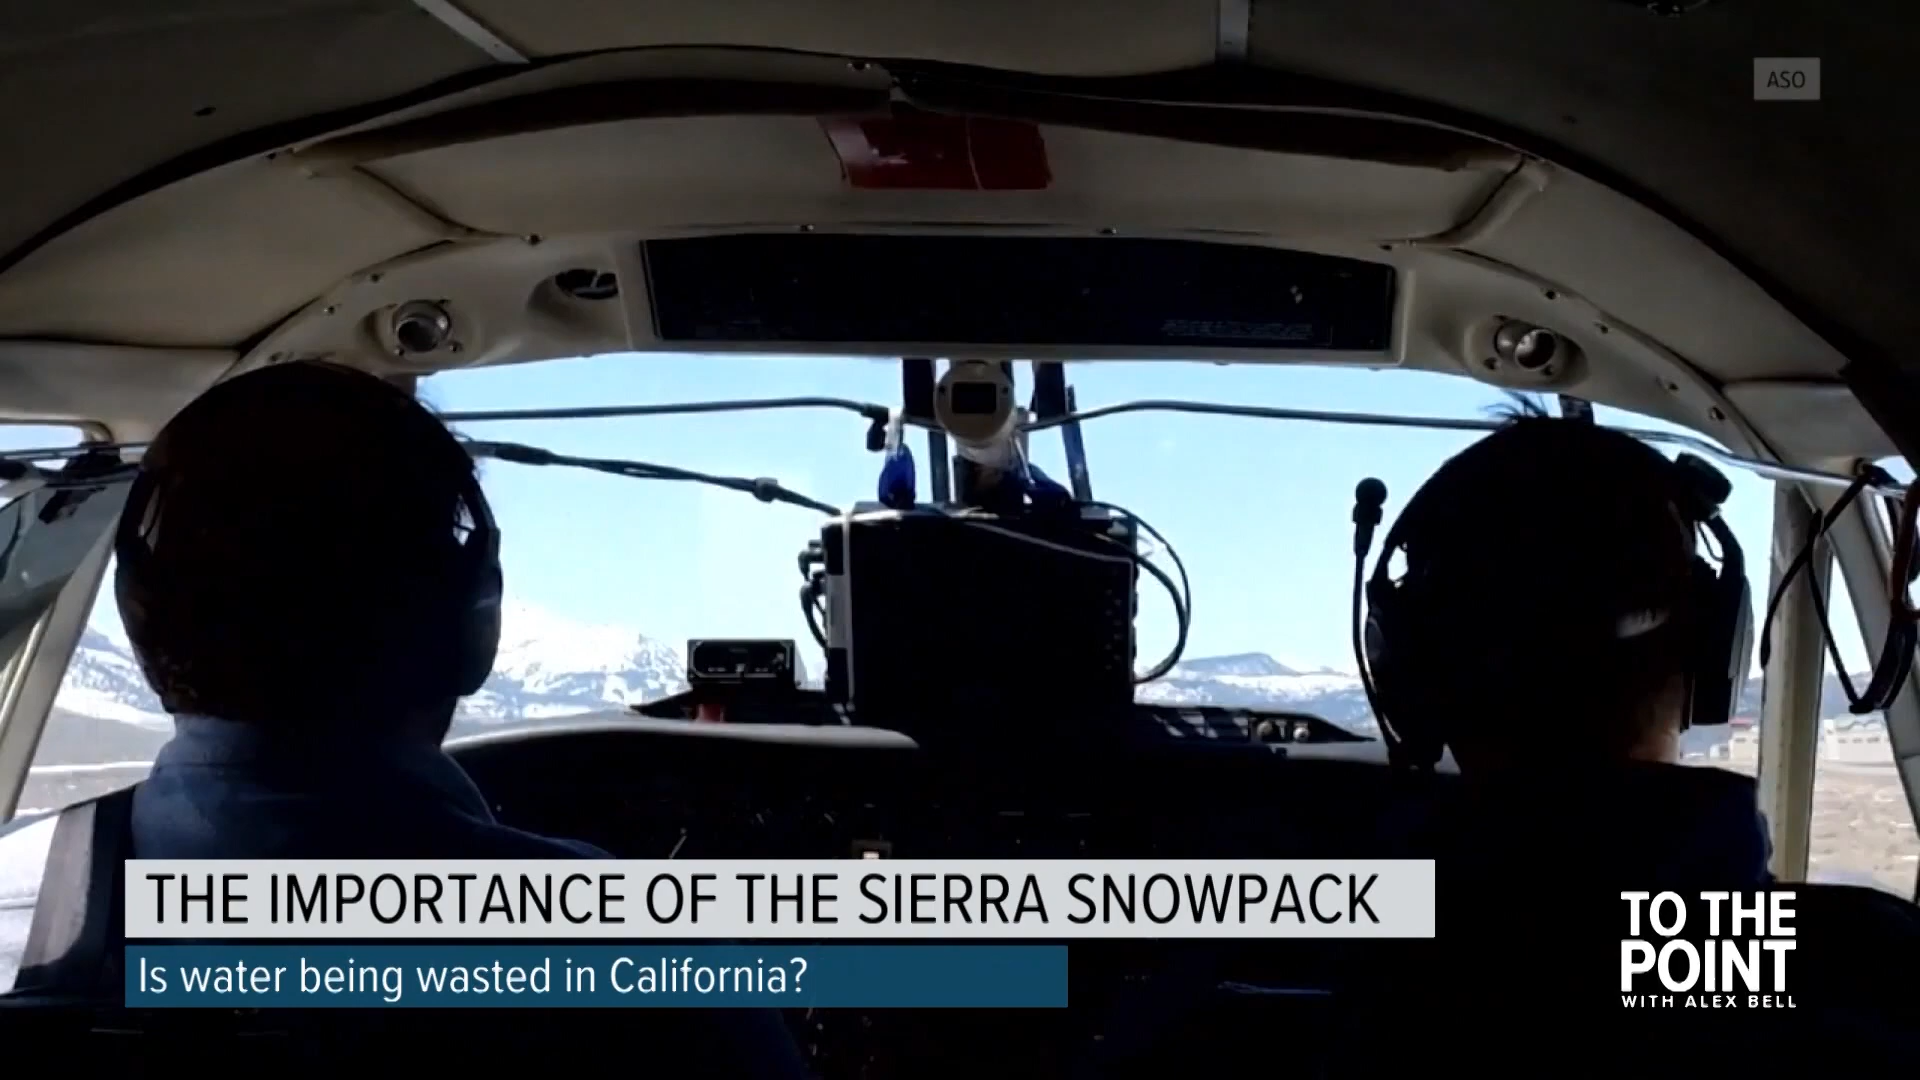 ASO
THE IMPORTANCE OF THE SIERRA SNOWPACK
Is water being wasted in California?
TO THE
POINT
WITH ALEX BELL